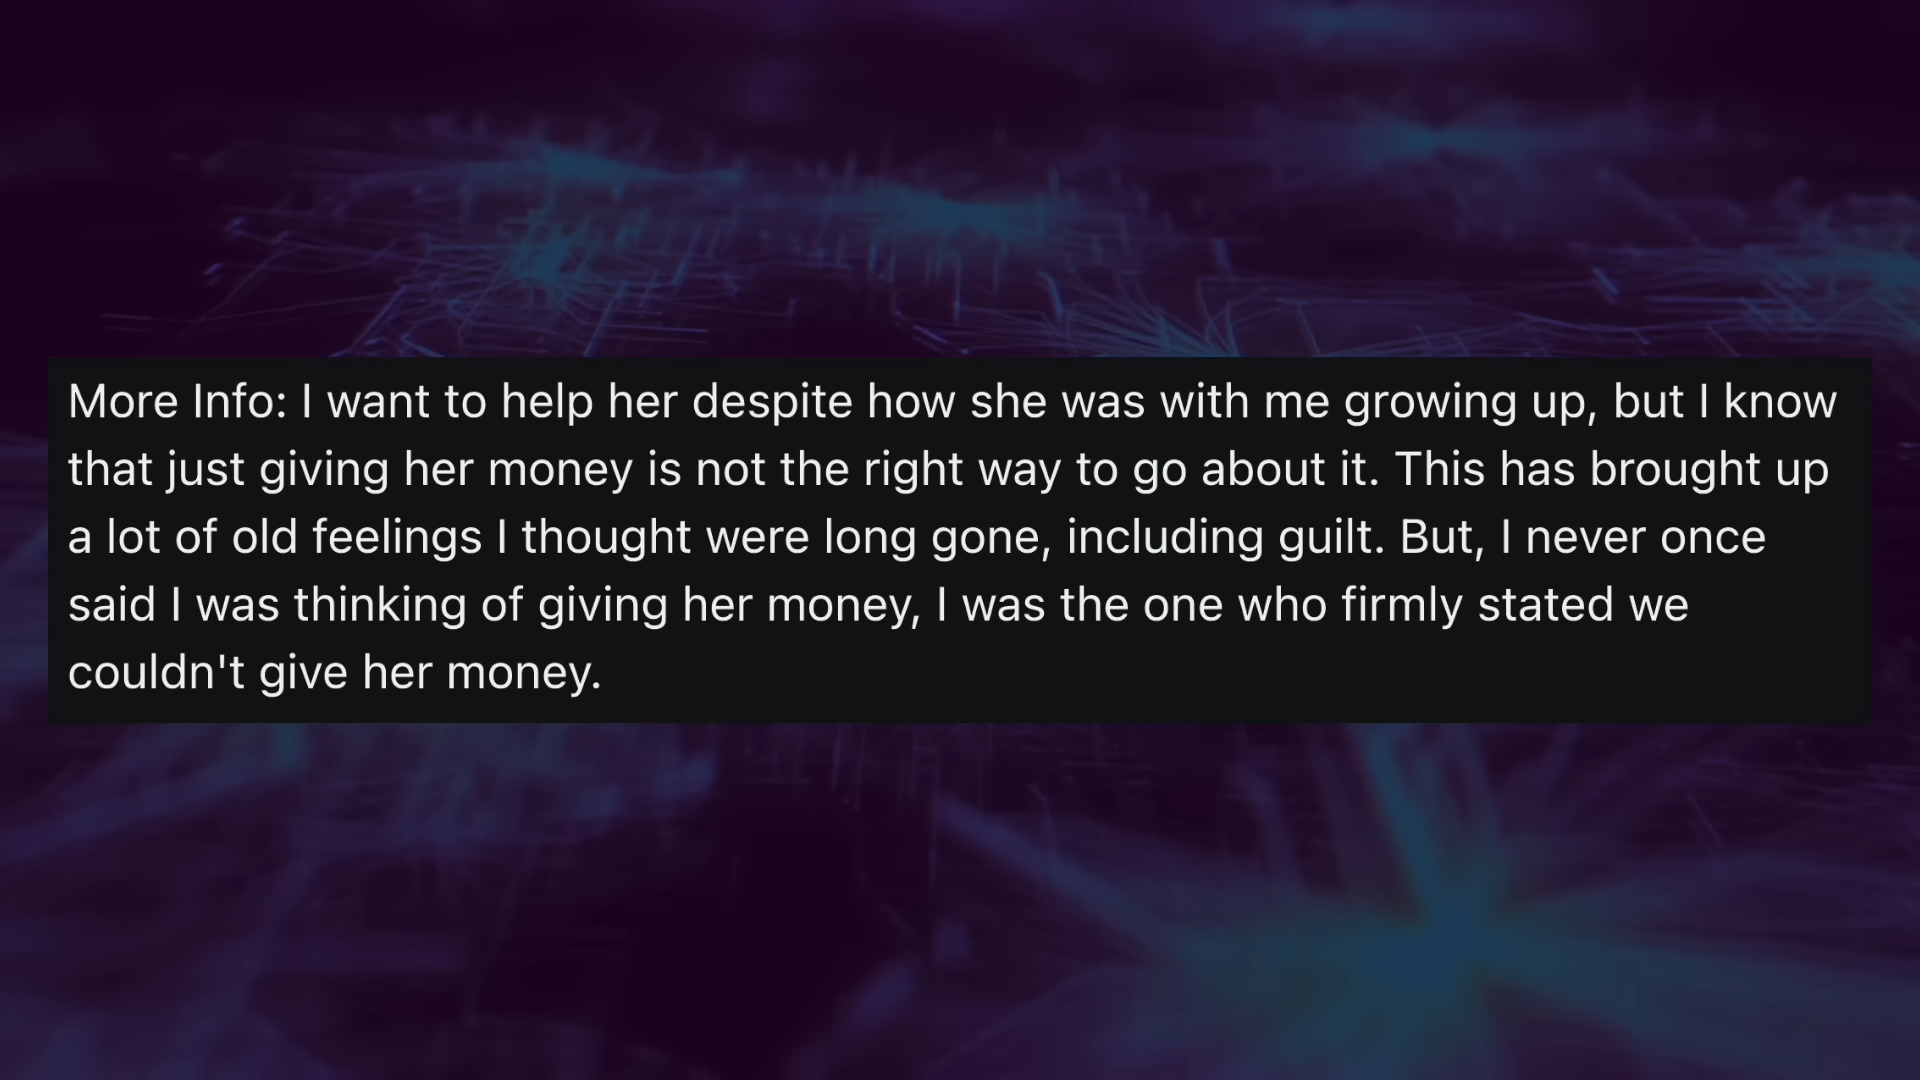 More Info: I want to help her despite how she was with me growing up, but I know
that just giving her money is not the right way to go about it. This has brought up
a lot of old feelings I thought were long gone, including guilt. But, I never once
said I was thinking of giving her money, I was the one who firmly stated we
couldn't give her money.